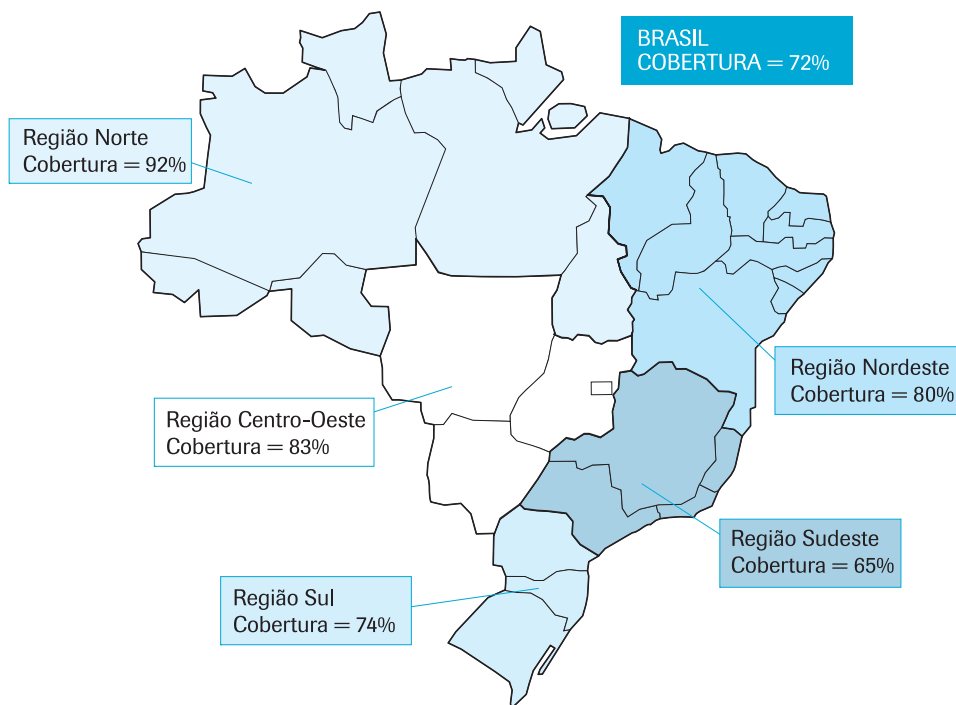 BRASIL
COBERTURA = 72%
Região Norte
Cobertura = 92%
Região Nordeste
Cobertura = 80%
Região Centro-Oeste
Cobertura = 83%
Região Sudeste
Cobertura = 65%
Região Sul
Cobertura = 74%